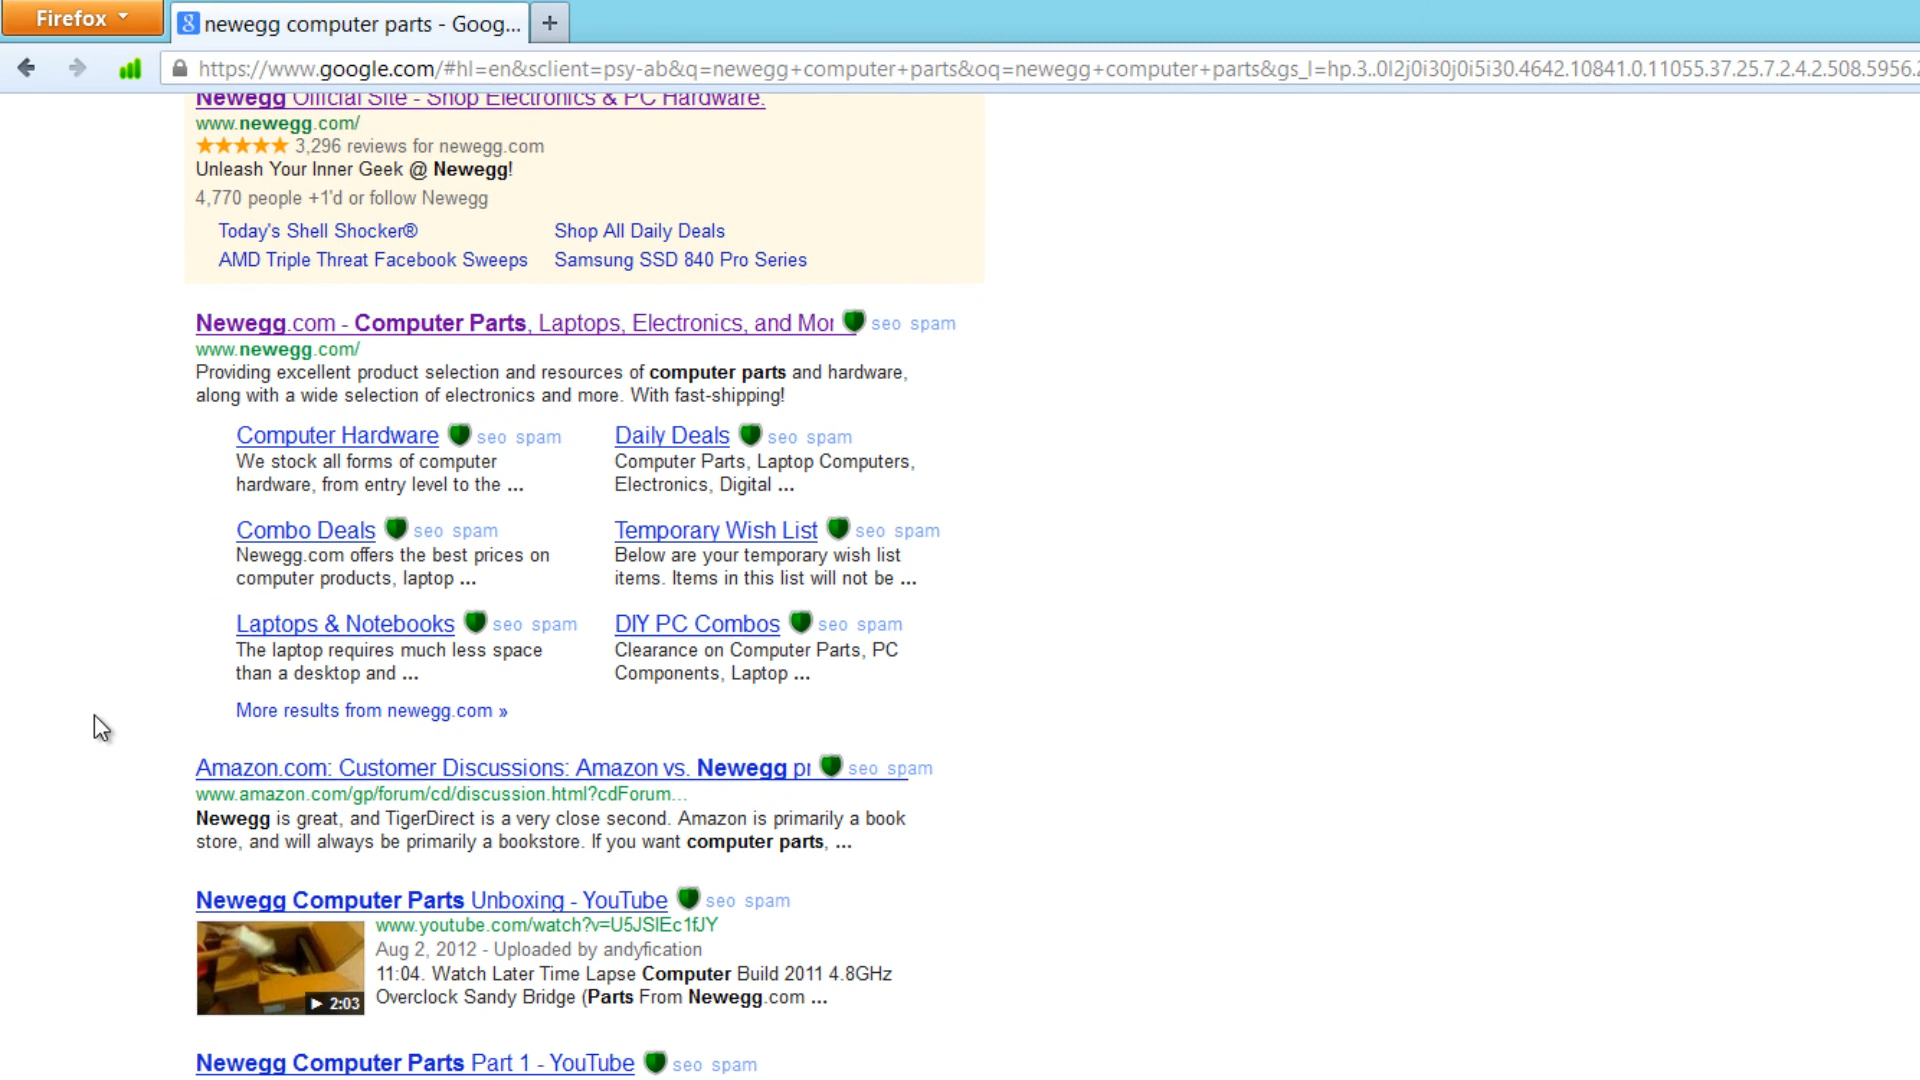 Firefox
newegg computer parts - Goog...
https://www.google.com/#hl=en&sclient=psy-ab&q=newegg+computer+parts&oq=newegg+computer+parts&gs_l=hp.3..0l2j0i30j0i5i30.4642.10841.0.11055.37.25.7.2.4.2.508.5956.2
Newegg Official Site - Shop Electronics & PC Hardware.
www.newegg.com/
3,296 reviews for newegg.com
Unleash Your Inner Geek @ Newegg!
4,770 people +1'd or follow Newegg
Today's Shell Shocker® Shop All Daily Deals
AMD Triple Threat Facebook Sweeps Samsung SSD 840 Pro Series
Newegg.com - Computer Parts, Laptops, Electronics, and Mor seo spam
www.newegg.com/
Providing excellent product selection and resources of computer parts and hardware,
along with a wide selection of electronics and more. With fast-shipping!
Computer Hardware seo spam
We stock all forms of computer
hardware, from entry level to the ...
Daily Deals seo spam
Computer Parts, Laptop Computers,
Electronics, Digital ...
Combo Deals seo spam
Newegg.com offers the best prices on
computer products, laptop ...
Temporary Wish List seo spam
Below are your temporary wish list
items. Items in this list will not be ...
Laptops & Notebooks seo spam
The laptop requires much less space
than a desktop and ...
DIY PC Combos seo spam
Clearance on Computer Parts, PC
Components, Laptop ...
More results from newegg.com »
Amazon.com: Customer Discussions: Amazon vs. Newegg pr seo spam
www.amazon.com/gp/forum/cd/discussion.html?cdForum...
Newegg is great, and TigerDirect is a very close second. Amazon is primarily a book
store, and will always be primarily a bookstore. If you want computer parts, ...
Newegg Computer Parts Unboxing - YouTube seo spam
www.youtube.com/watch?v=U5JSIEc1fJY
Aug 2, 2012 - Uploaded by andyfication
11:04. Watch Later Time Lapse Computer Build 2011 4.8GHz
Overclock Sandy Bridge (Parts From Newegg.com ...
2:03
Newegg Computer Parts Part 1 - YouTube seo spam